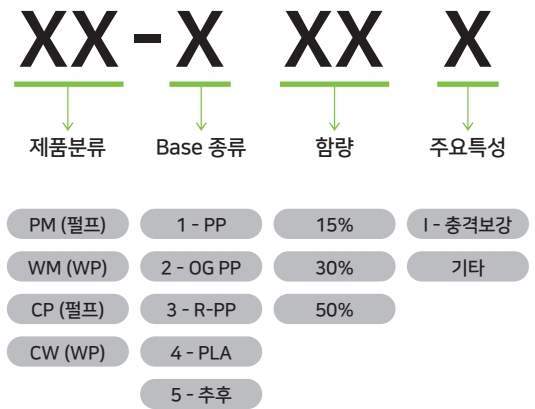 XX - X XX X
제품분류 Base 종류 함량 주요특성
PM (펄프) 1 - PP 15% I - 충격보강
WM (WP) 2 - OG PP 30% 기타
CP (펄프) 3 - R-PP 50%
CW (WP) 4 - PLA
5 - 추후